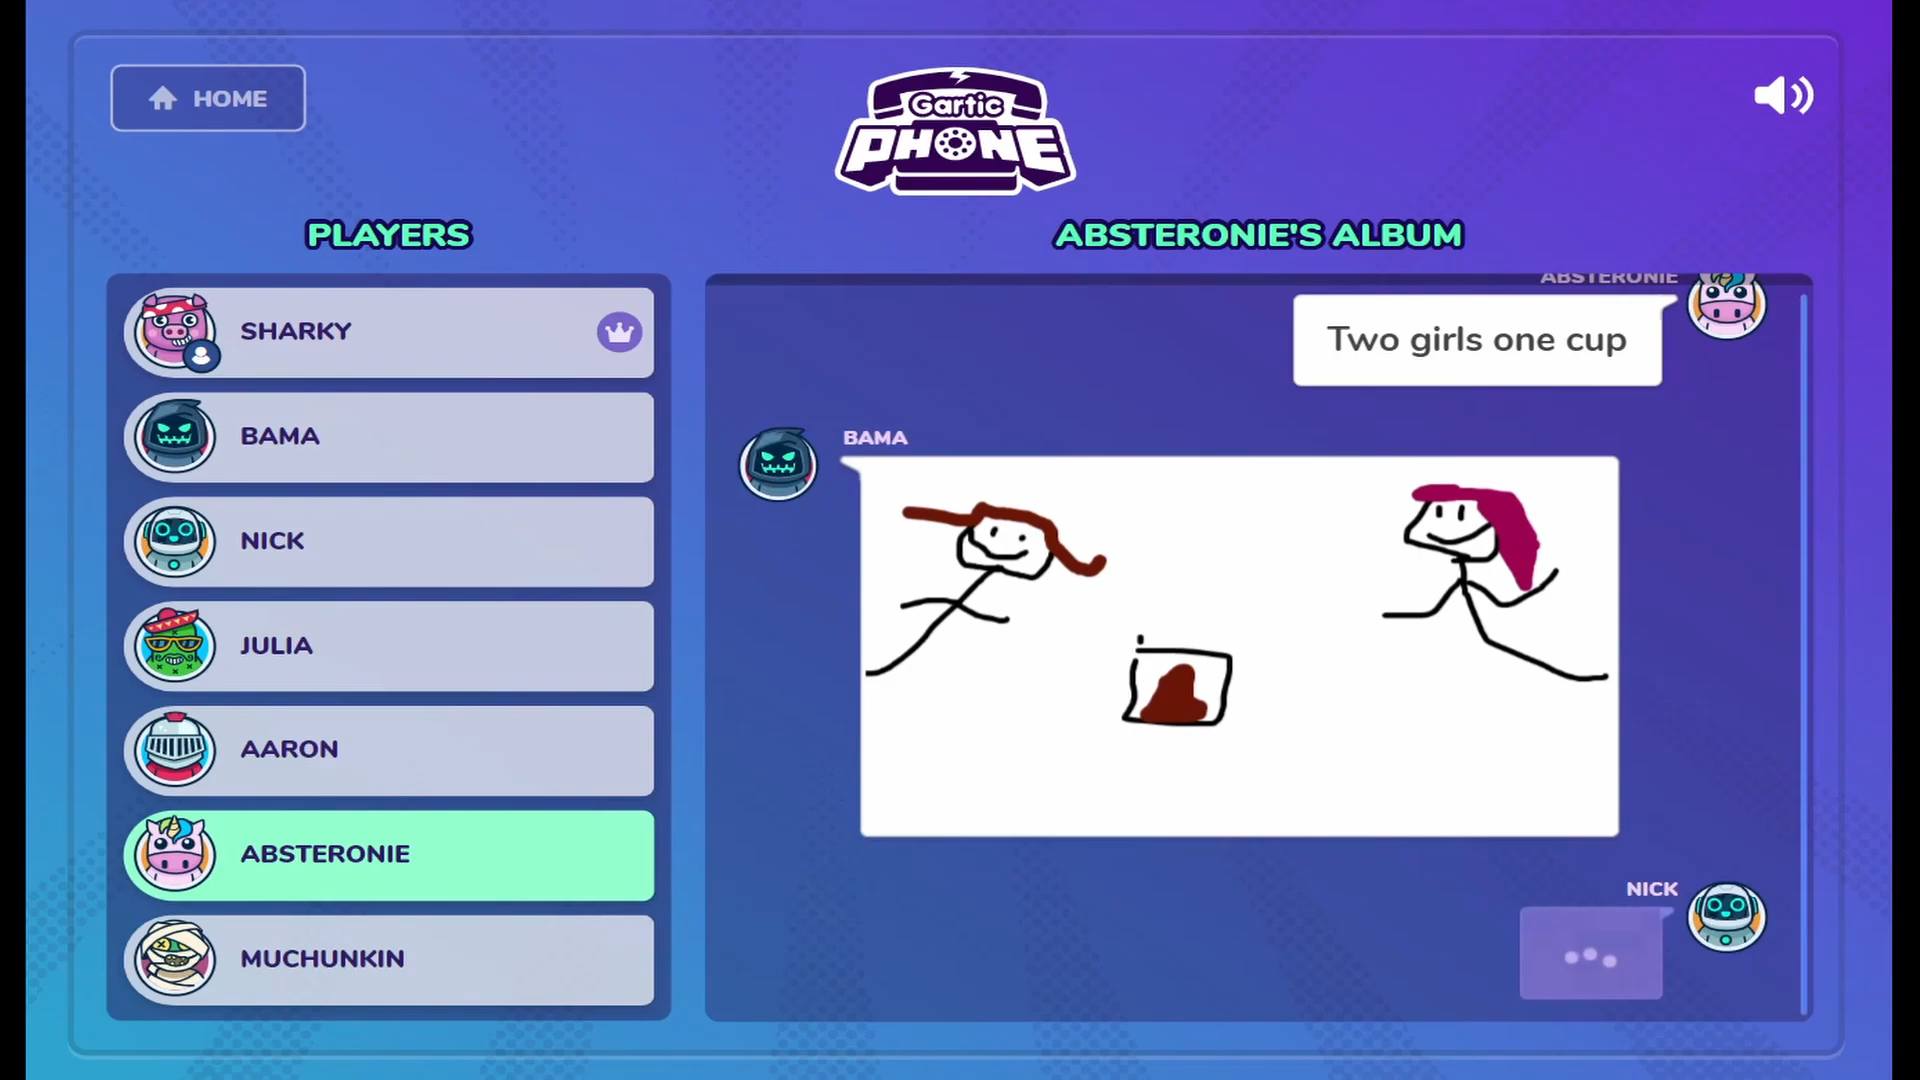 HOME
Gartic
PHONE
PLAYERS
ABSTERONIE'S ALBUM
SHARKY
BAMA
NICK
JULIA
AARON
ABSTERONIE
MUCHUNKIN
ABSTERONIE
Two girls one cup
BAMA
NICK